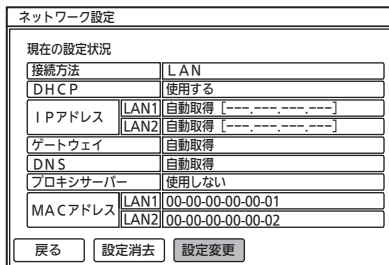 ネットワーク設定
現在の設定状況
接続方法 ＬＡＮ
ＤＨＣＰ 使用する
ＩＰアドレス LAN1 自動取得［---.---.---.---］
LAN2 自動取得［---.---.---.---］
ゲートウェイ 自動取得
ＤＮＳ 自動取得
プロキシサーバー 使用しない
ＭＡＣアドレス LAN1 00-00-00-00-00-01
LAN2 00-00-00-00-00-02
戻る 設定消去 設定変更